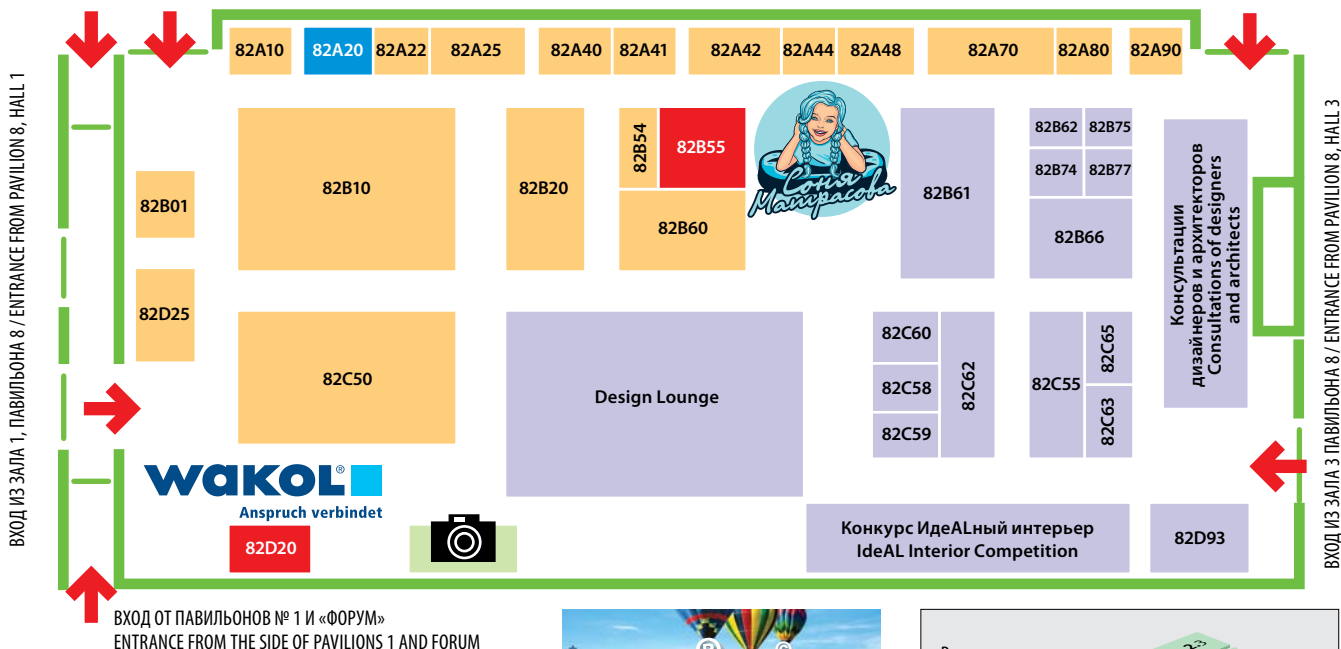 82A10
82A20
82A22
82A25
82A40
82A41
82A42
82A44
82A48
82A70
82A80
82A90
ВХОД ИЗ ЗАЛА 1, ПАВИЛЬОНА 8 / ENTRANCE FROM PAVILION 8, HALL 1
82B01
82D25
82B10
82B20
82B54
82B55
82B60
Соня
Матрасова
82B61
82B62
82B75
82B74
82B77
82B66
Консультации
дизайнеров и архитекторов
Consultations of designers
and architects
ВХОД ИЗ ЗАЛА 3 ПАВИЛЬОНА 8 / ENTRANCE FROM PAVILION 8, HALL 3
82C50
Design Lounge
82C60
82C58
82C59
82C62
82C55
82C65
82C63
WAKOL®
Anspruch verbindet
82D20
Конкурс ИдеALный интерьер
IdeAL Interior Competition
82D93
ВХОД ОТ ПАВИЛЬОНОВ № 1 И «ФОРУМ»
ENTRANCE FROM THE SIDE OF PAVILIONS 1 AND FORUM